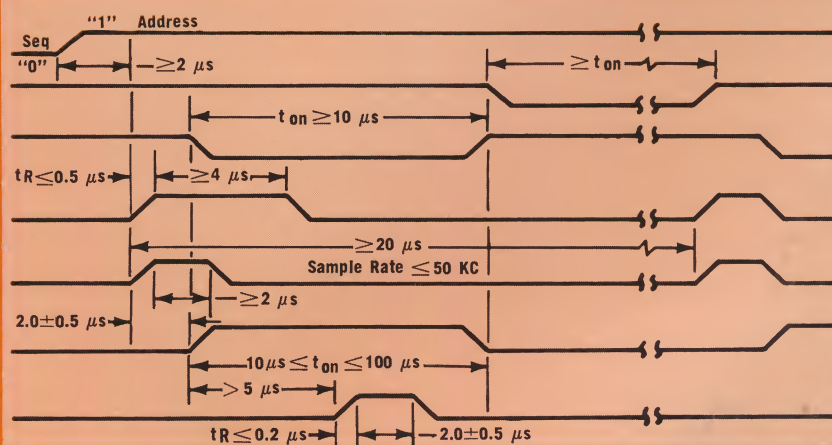 "1" Address
Seq
"0"
≥2 μs
≥ t on
t on ≥10 μs
tR≤0.5 μs
≥4 μs
≥20 μs
Sample Rate ≤50 KC
≥2 μs
2.0±0.5 μs
10μs ≤ t on ≤100 μs
> 5 μs
tR≤0.2 μs
2.0±0.5 μs